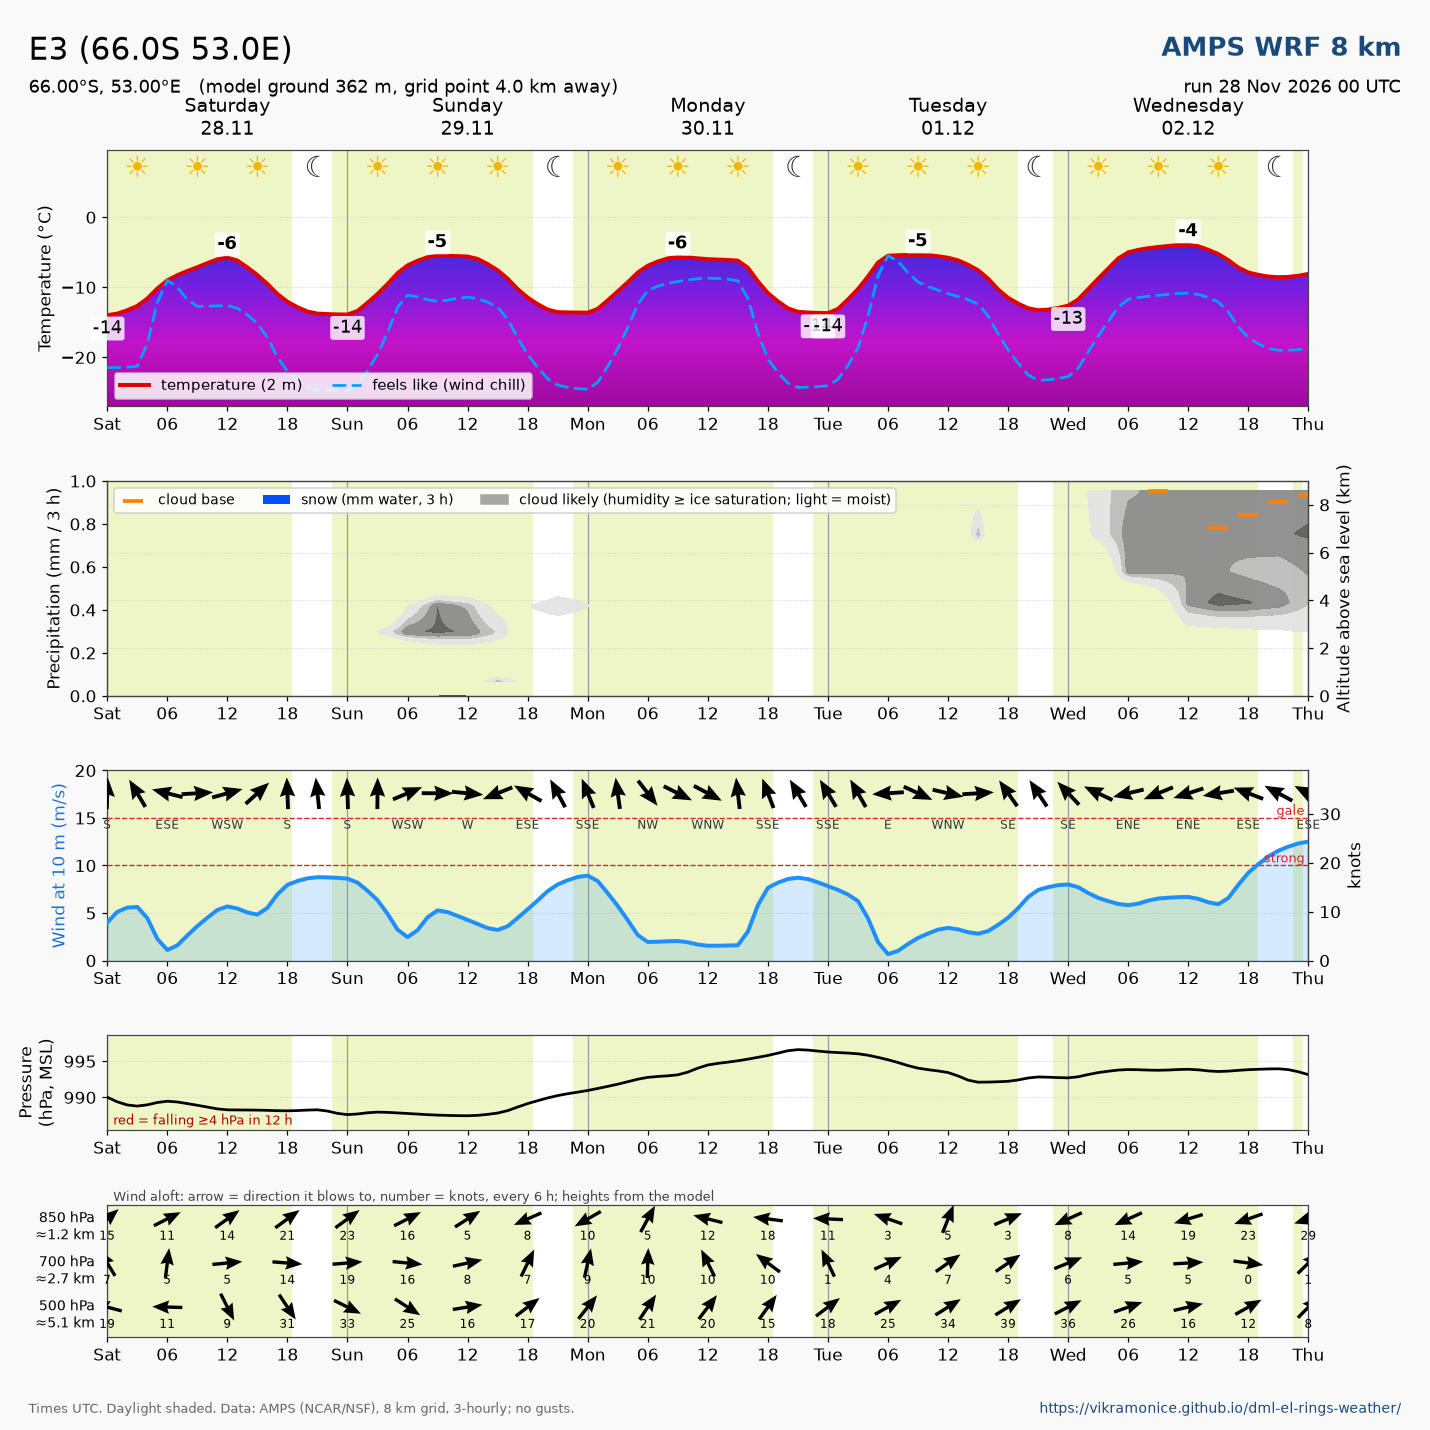 E3 (66.0S 53.0E)
AMPS WRF 8 km
66.00°S, 53.00°E (model ground 362 m, grid point 4.0 km away)
run 28 Nov 2026 00 UTC
Saturday Sunday Monday Tuesday Wednesday
28.11 29.11 30.11 01.12 02.12
Temperature (°C)
0
−10
−20
-6 -5 -6 -5 -4
-14 -14 -14 -13
temperature (2 m) feels like (wind chill)
Sat 06 12 18 Sun 06 12 18 Mon 06 12 18 Tue 06 12 18 Wed 06 12 18 Thu
Precipitation (mm / 3 h)
1.0
0.8
0.6
0.4
0.2
0.0
cloud base snow (mm water, 3 h) cloud likely (humidity ≥ ice saturation; light = moist)
Altitude above sea level (km)
8
6
4
2
0
Sat 06 12 18 Sun 06 12 18 Mon 06 12 18 Tue 06 12 18 Wed 06 12 18 Thu
Wind at 10 m (m/s)
20
15
10
5
0
S ESE WSW S S WSW W ESE SSE NW WNW SSE SSE E WNW SE SE ENE ENE ESE ESE
gale
strong
knots
30
20
10
0
Sat 06 12 18 Sun 06 12 18 Mon 06 12 18 Tue 06 12 18 Wed 06 12 18 Thu
Pressure
(hPa, MSL)
995
990
red = falling ≥4 hPa in 12 h
Sat 06 12 18 Sun 06 12 18 Mon 06 12 18 Tue 06 12 18 Wed 06 12 18 Thu
Wind aloft: arrow = direction it blows to, number = knots, every 6 h; heights from the model
850 hPa
≈1.2 km 15 11 14 21 23 16 5 8 10 5 12 18 11 3 5 3 8 14 19 23 29
700 hPa
≈2.7 km 7 5 5 14 19 16 8 7 9 10 10 10 1 4 7 5 6 5 5 0 1
500 hPa
≈5.1 km 19 11 9 31 33 25 16 17 20 21 20 15 18 25 34 39 36 26 16 12 8
Sat 06 12 18 Sun 06 12 18 Mon 06 12 18 Tue 06 12 18 Wed 06 12 18 Thu
Times UTC. Daylight shaded. Data: AMPS (NCAR/NSF), 8 km grid, 3-hourly; no gusts.
https://vikramonice.github.io/dml-el-rings-weather/